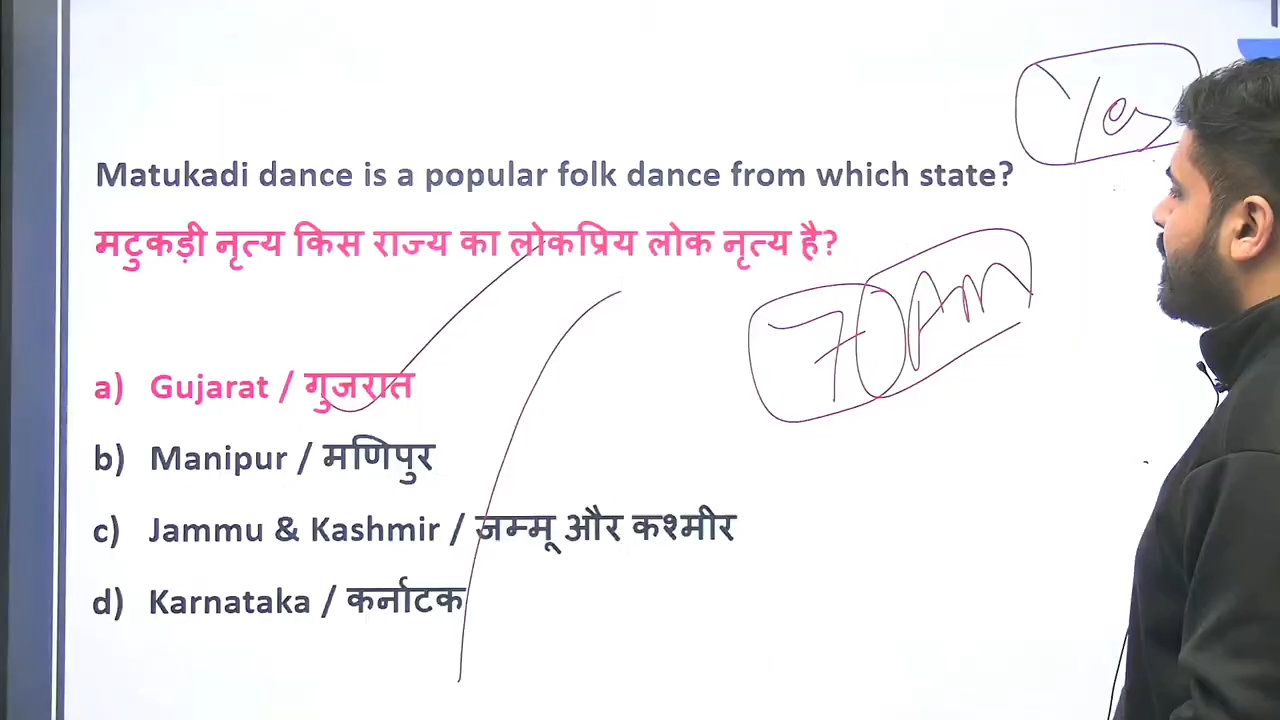 Yes
Matukadi dance is a popular folk dance from which state?
मटुकड़ी नृत्य किस राज्य का लोकप्रिय लोक नृत्य है?
7 AM
a) Gujarat / गुजरात
b) Manipur / मणिपुर
c) Jammu & Kashmir / जम्मू और कश्मीर
d) Karnataka / कर्नाटक